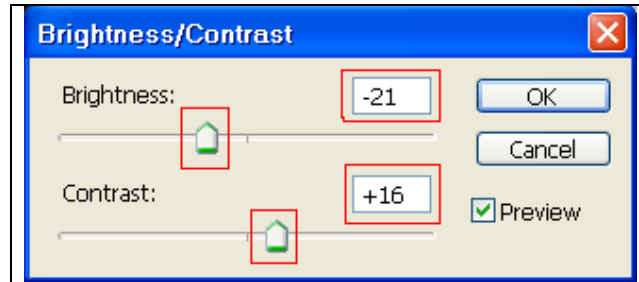 Brightness/Contrast
Brightness:
-21
OK
Cancel
Contrast:
+16
Preview